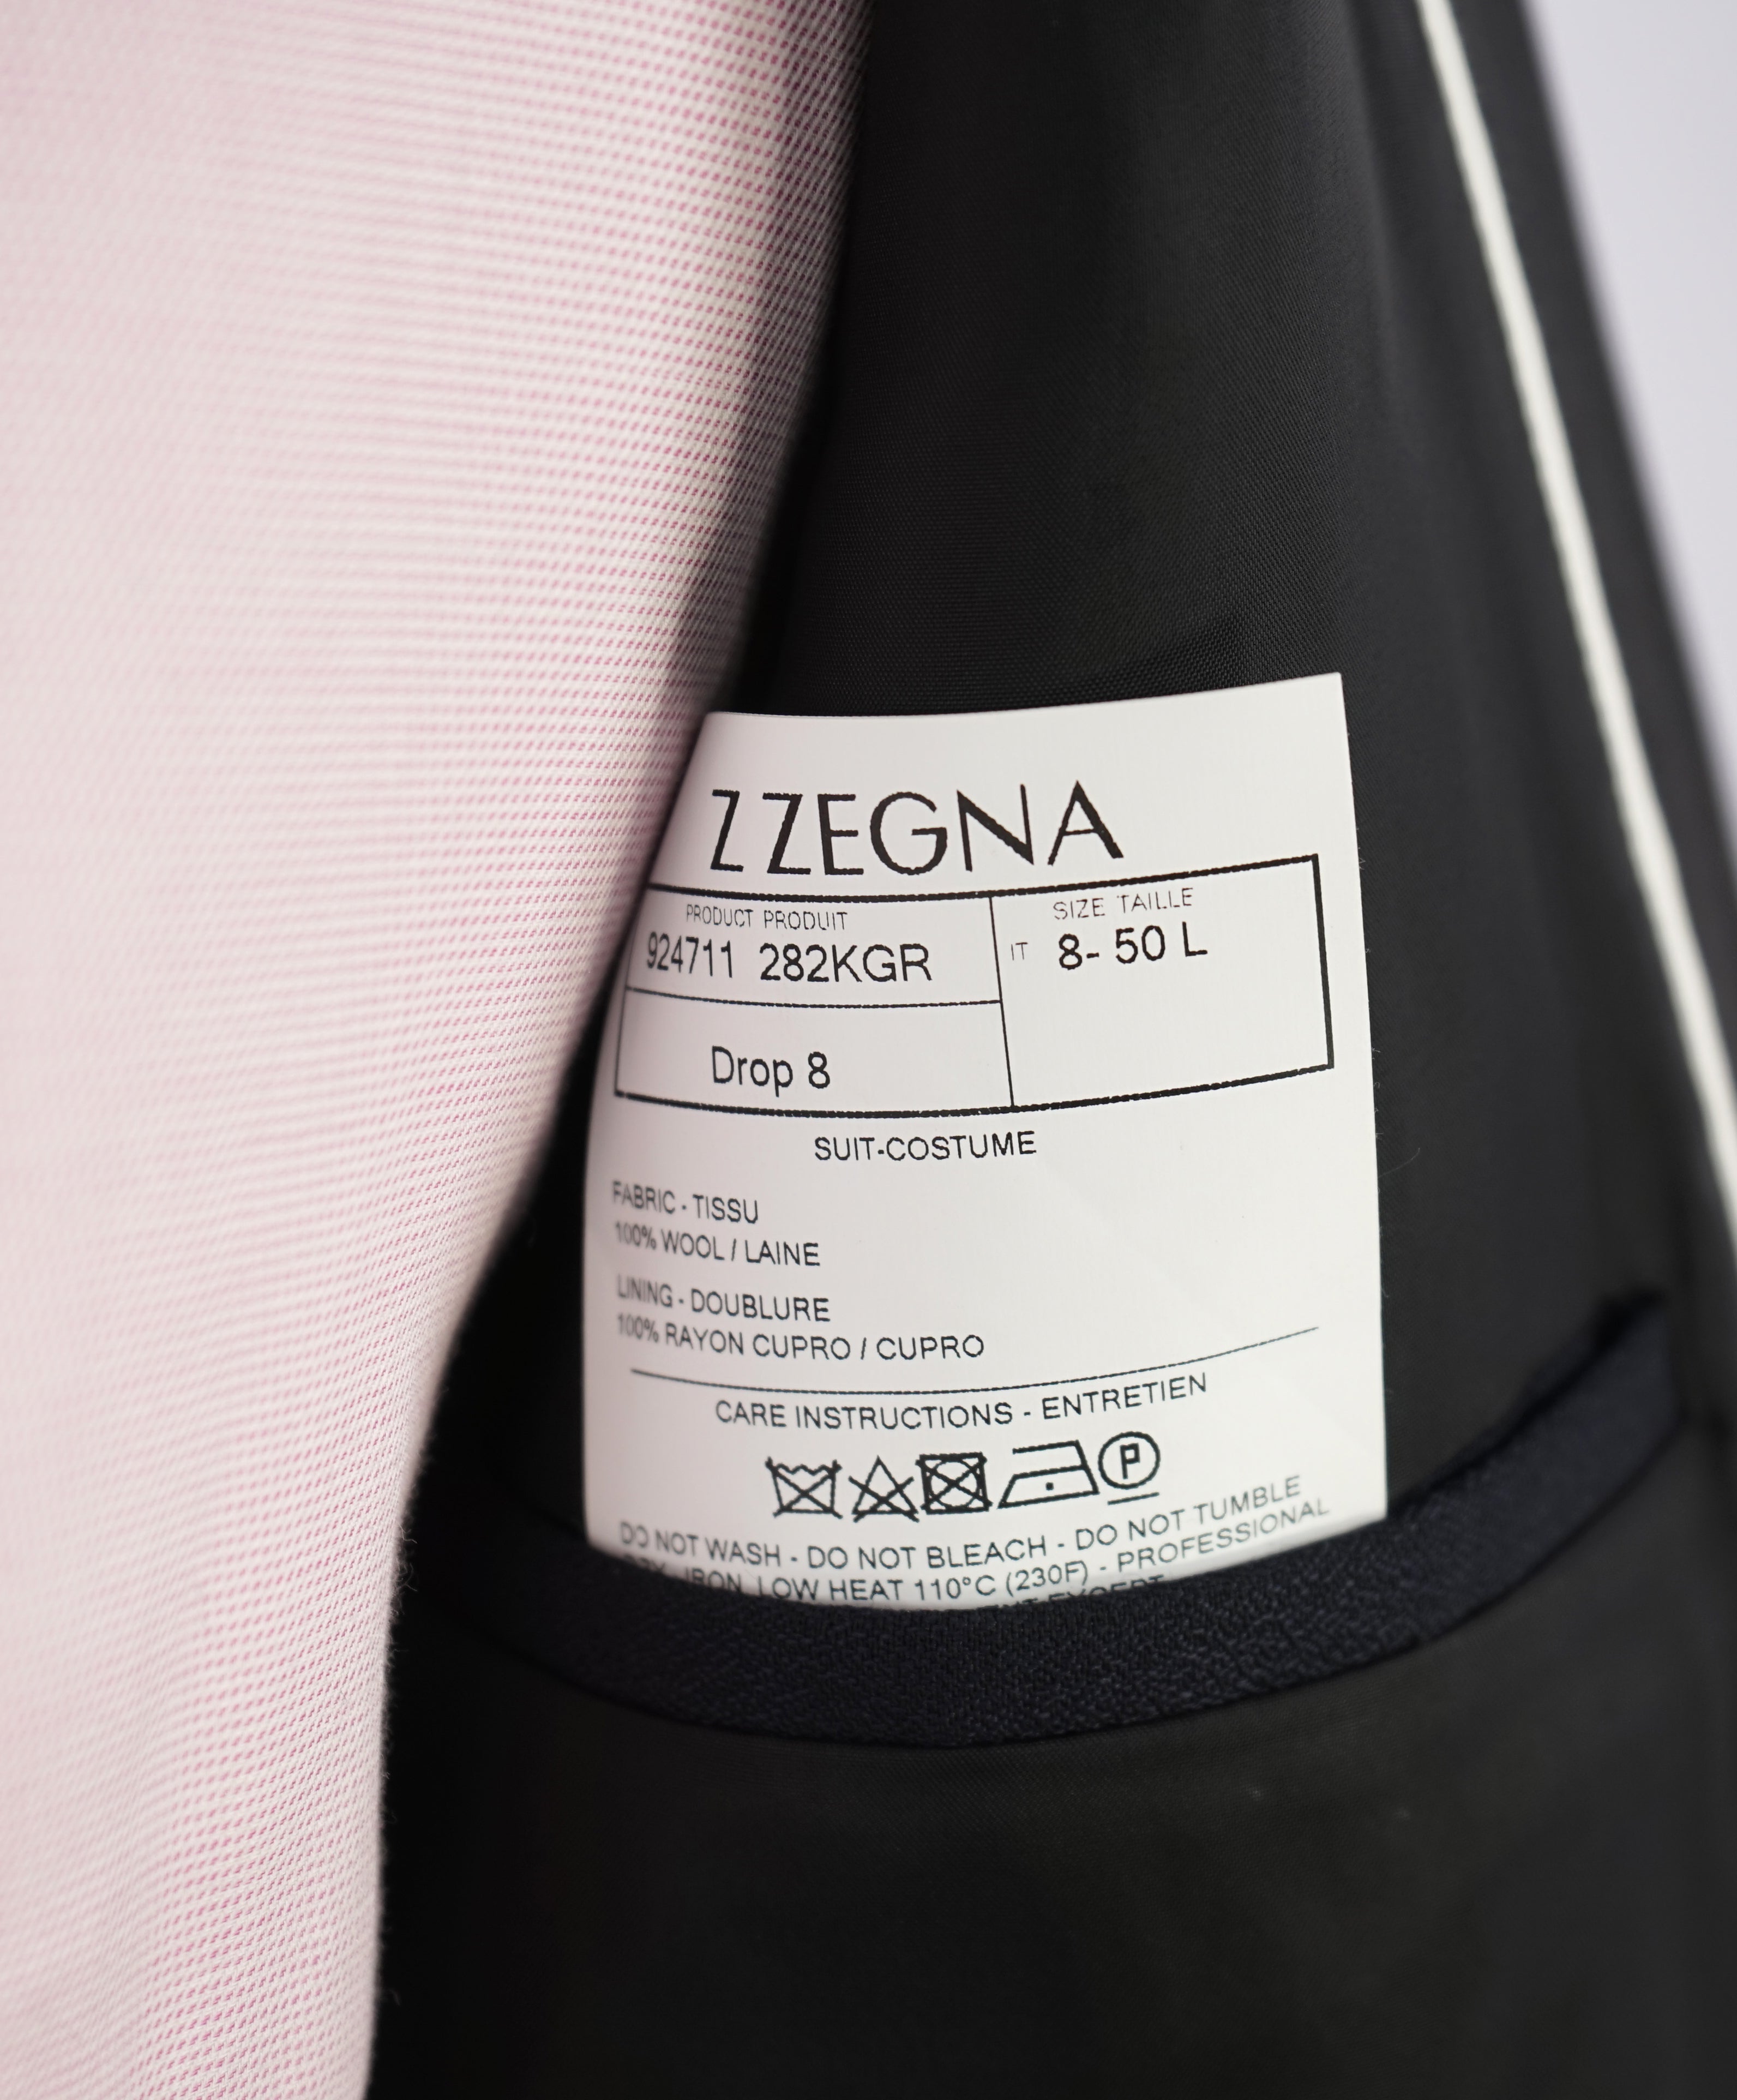 Z ZEGNA
PRODUCT PRODUIT
924711 282KGR
SIZE TAILLE
IT 8- 50 L
Drop 8
SUIT-COSTUME
FABRIC - TISSU
100% WOOL / LAINE
LINING - DOUBLURE
100% RAYON CUPRO / CUPRO
CARE INSTRUCTIONS - ENTRETIEN
P
DO NOT WASH - DO NOT BLEACH - DO NOT TUMBLE
DRY - IRON LOW HEAT 110°C (230F) - PROFESSIONAL
EXCEPT